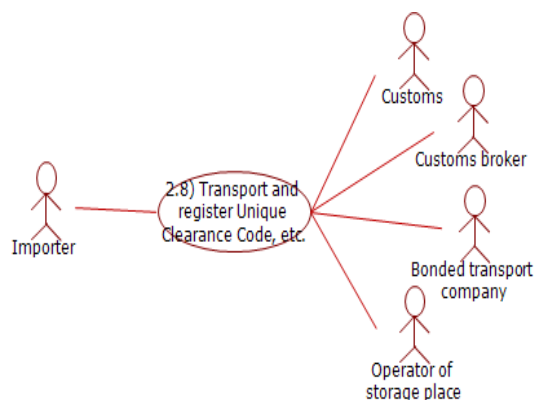 Customs
Customs broker
2.8) Transport and
register Unique
Clearance Code, etc.
Importer
Bonded transport
company
Operator of
storage place